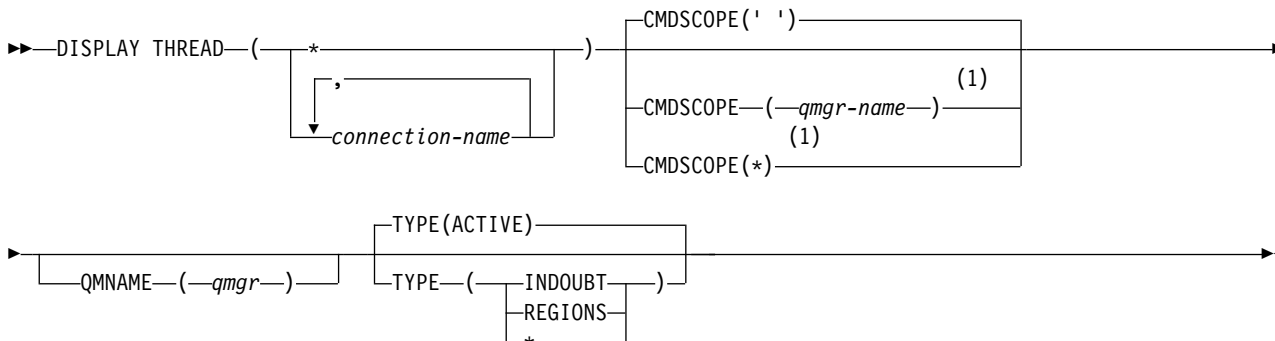 CMDSCOPE(' ')
DISPLAY THREAD ( * )
,
(1)
CMDSCOPE ( qmgr-name )
connection-name
(1)
CMDSCOPE(*)
TYPE(ACTIVE)
QMNAME ( qmgr )
TYPE ( INDOUBT )
REGIONS
*